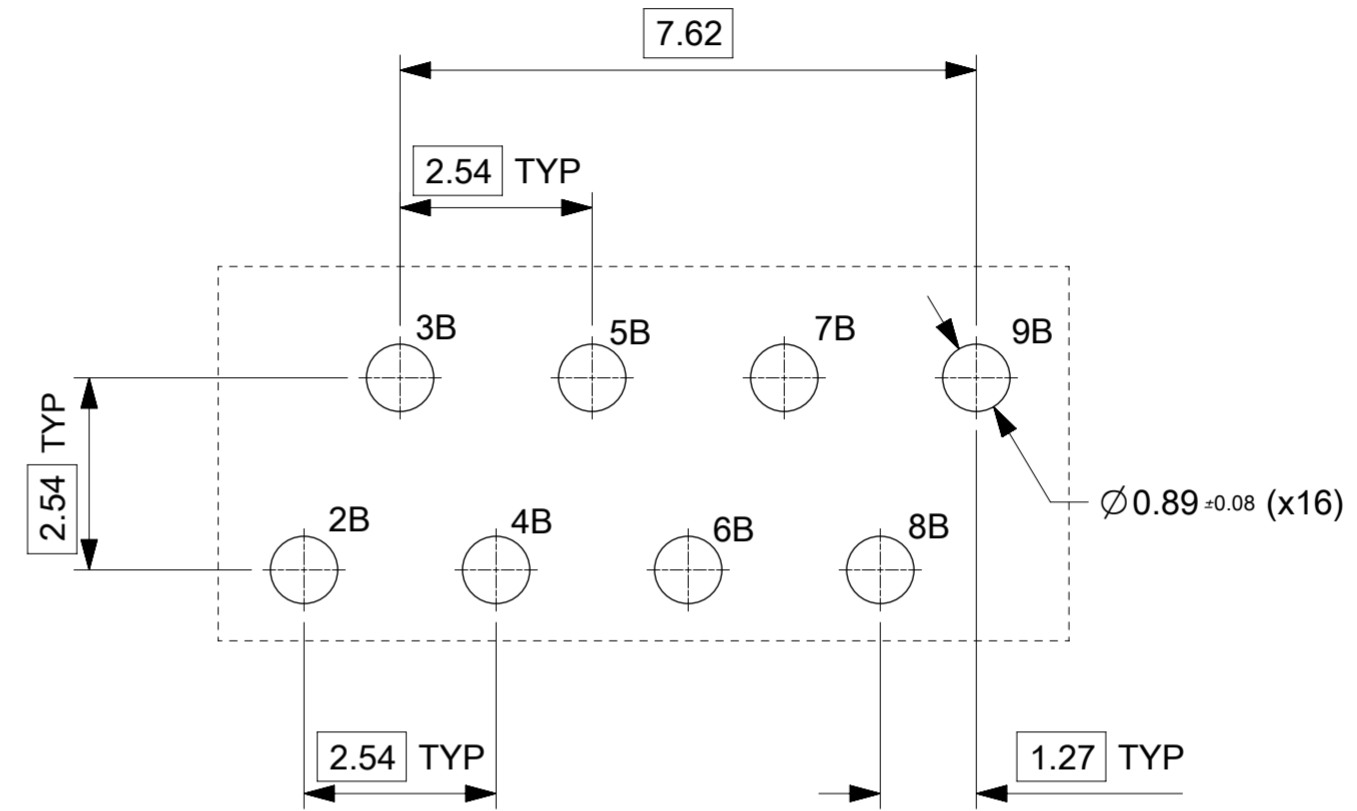 7.62
2.54 TYP
3B 5B 7B 9B
2.54 TYP
Ø0.89 ±0.08 (x16)
2B 4B 6B 8B
2.54 TYP 1.27 TYP